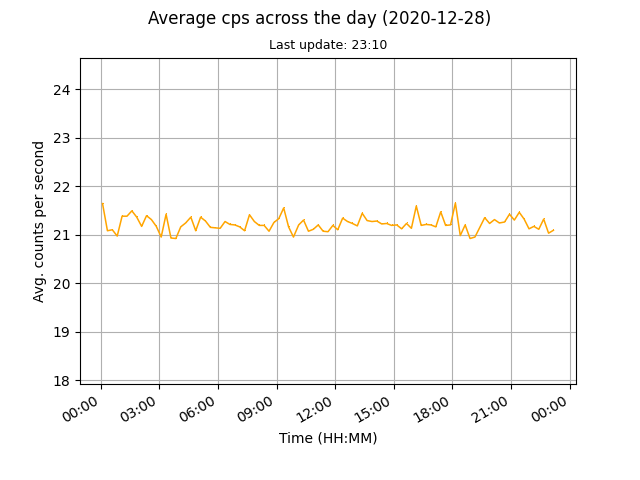 Average cps across the day (2020-12-28)
Last update: 23:10
24
23
22
21
20
19
18
Avg. counts per second
00:00 03:00 06:00 09:00 12:00 15:00 18:00 21:00 00:00
Time (HH:MM)